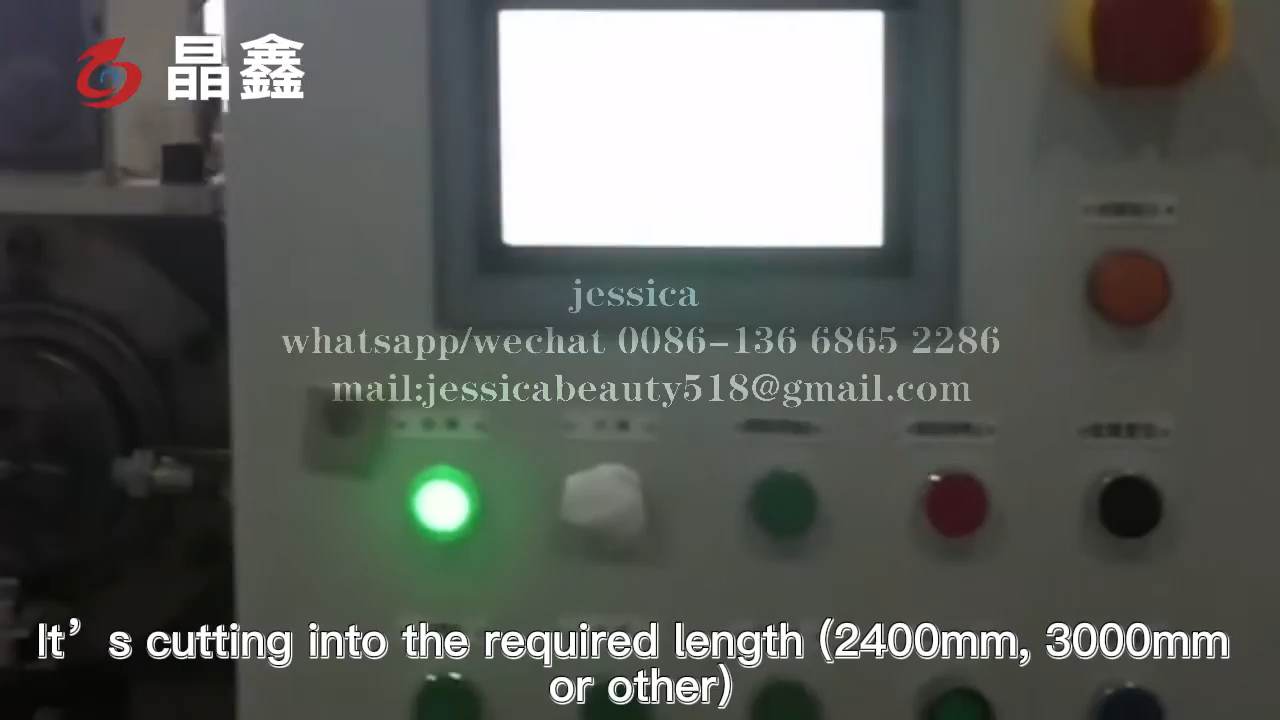 晶鑫
jessica
whatsapp/wechat 0086-136 6865 2286
mail:jessicabeauty518@gmail.com
It’s cutting into the required length (2400mm, 3000mm
or other)